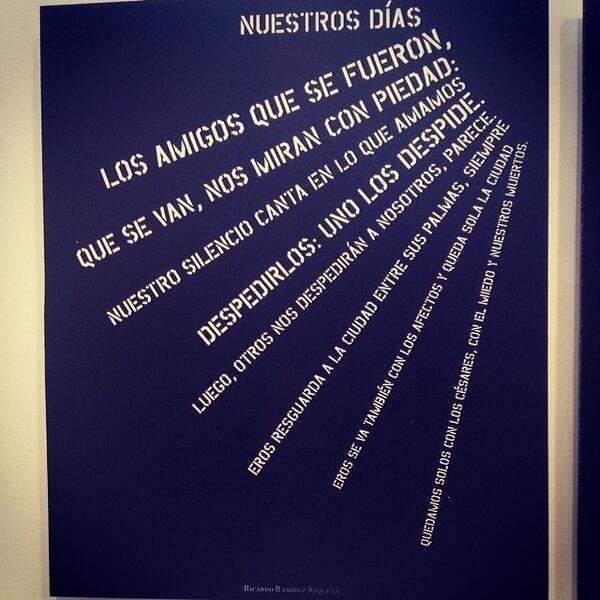 NUESTROS DÍAS
LOS AMIGOS QUE SE FUERON,
QUE SE VAN, NOS MIRAN CON PIEDAD:
NUESTRO SILENCIO CANTA EN LO QUE AMAMOS
DESPEDIRLOS: UNO LOS DESPIDE.
LUEGO, OTROS NOS DESPEDIRÁN A NOSOTROS, PARECE.
EROS RESGUARDA A LA CIUDAD ENTRE SUS PALMAS, SIEMPRE
EROS SE VA TAMBIÉN CON LOS AFECTOS Y QUEDA SOLA LA CIUDAD
QUEDAMOS SOLOS CON LOS CÉSARES, CON EL MIEDO Y NUESTROS MUERTOS.
RICARDO RAMÍREZ REQUENA